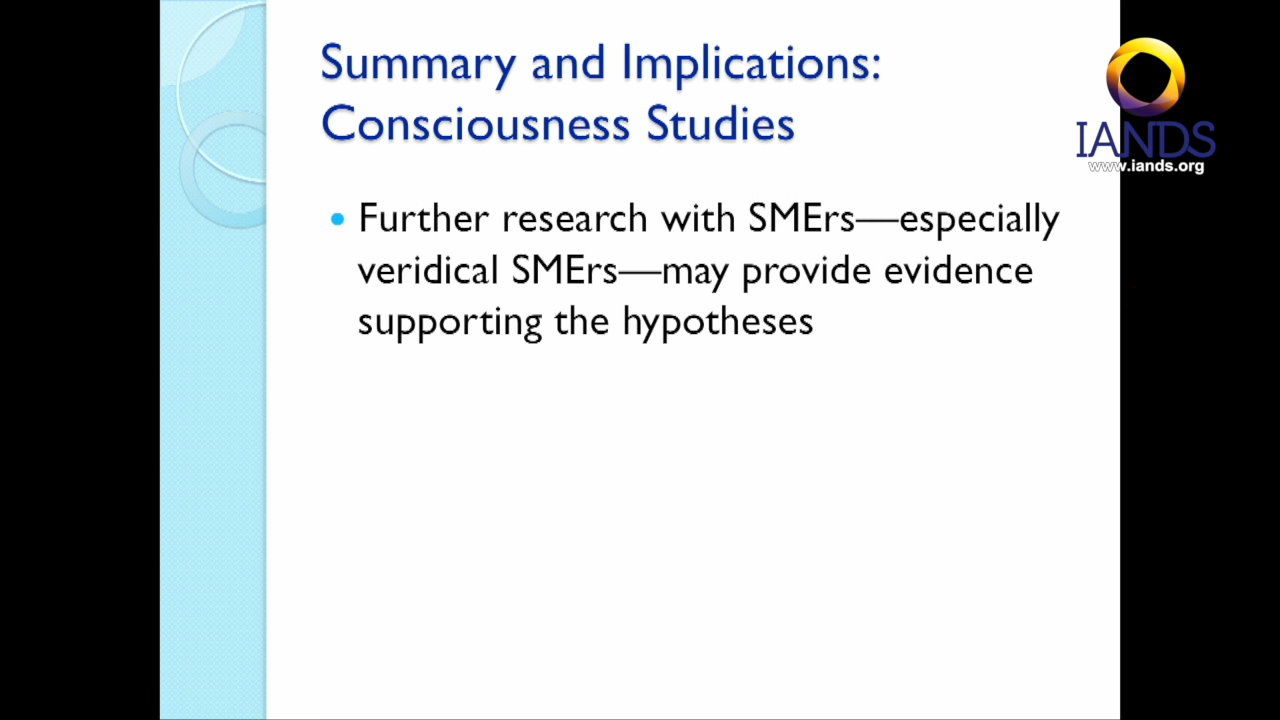 Summary and Implications:
Consciousness Studies
IANDS
www.iands.org
• Further research with SMErs—especially
veridical SMErs—may provide evidence
supporting the hypotheses